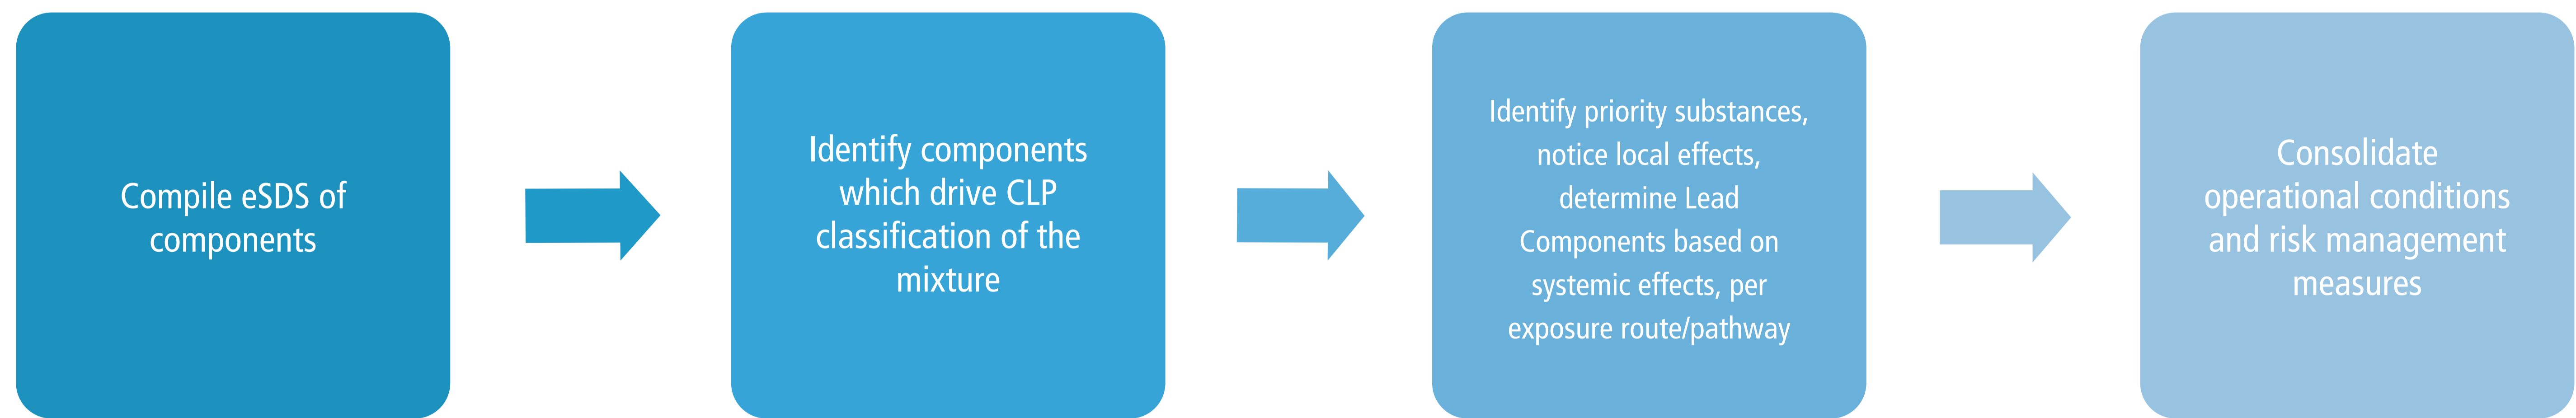 Compile eSDS of
components
Identify components
which drive CLP
classification of the
mixture
Identify priority substances,
notice local effects,
determine Lead
Components based on
systemic effects, per
exposure route/pathway
Consolidate
operational conditions
and risk management
measures